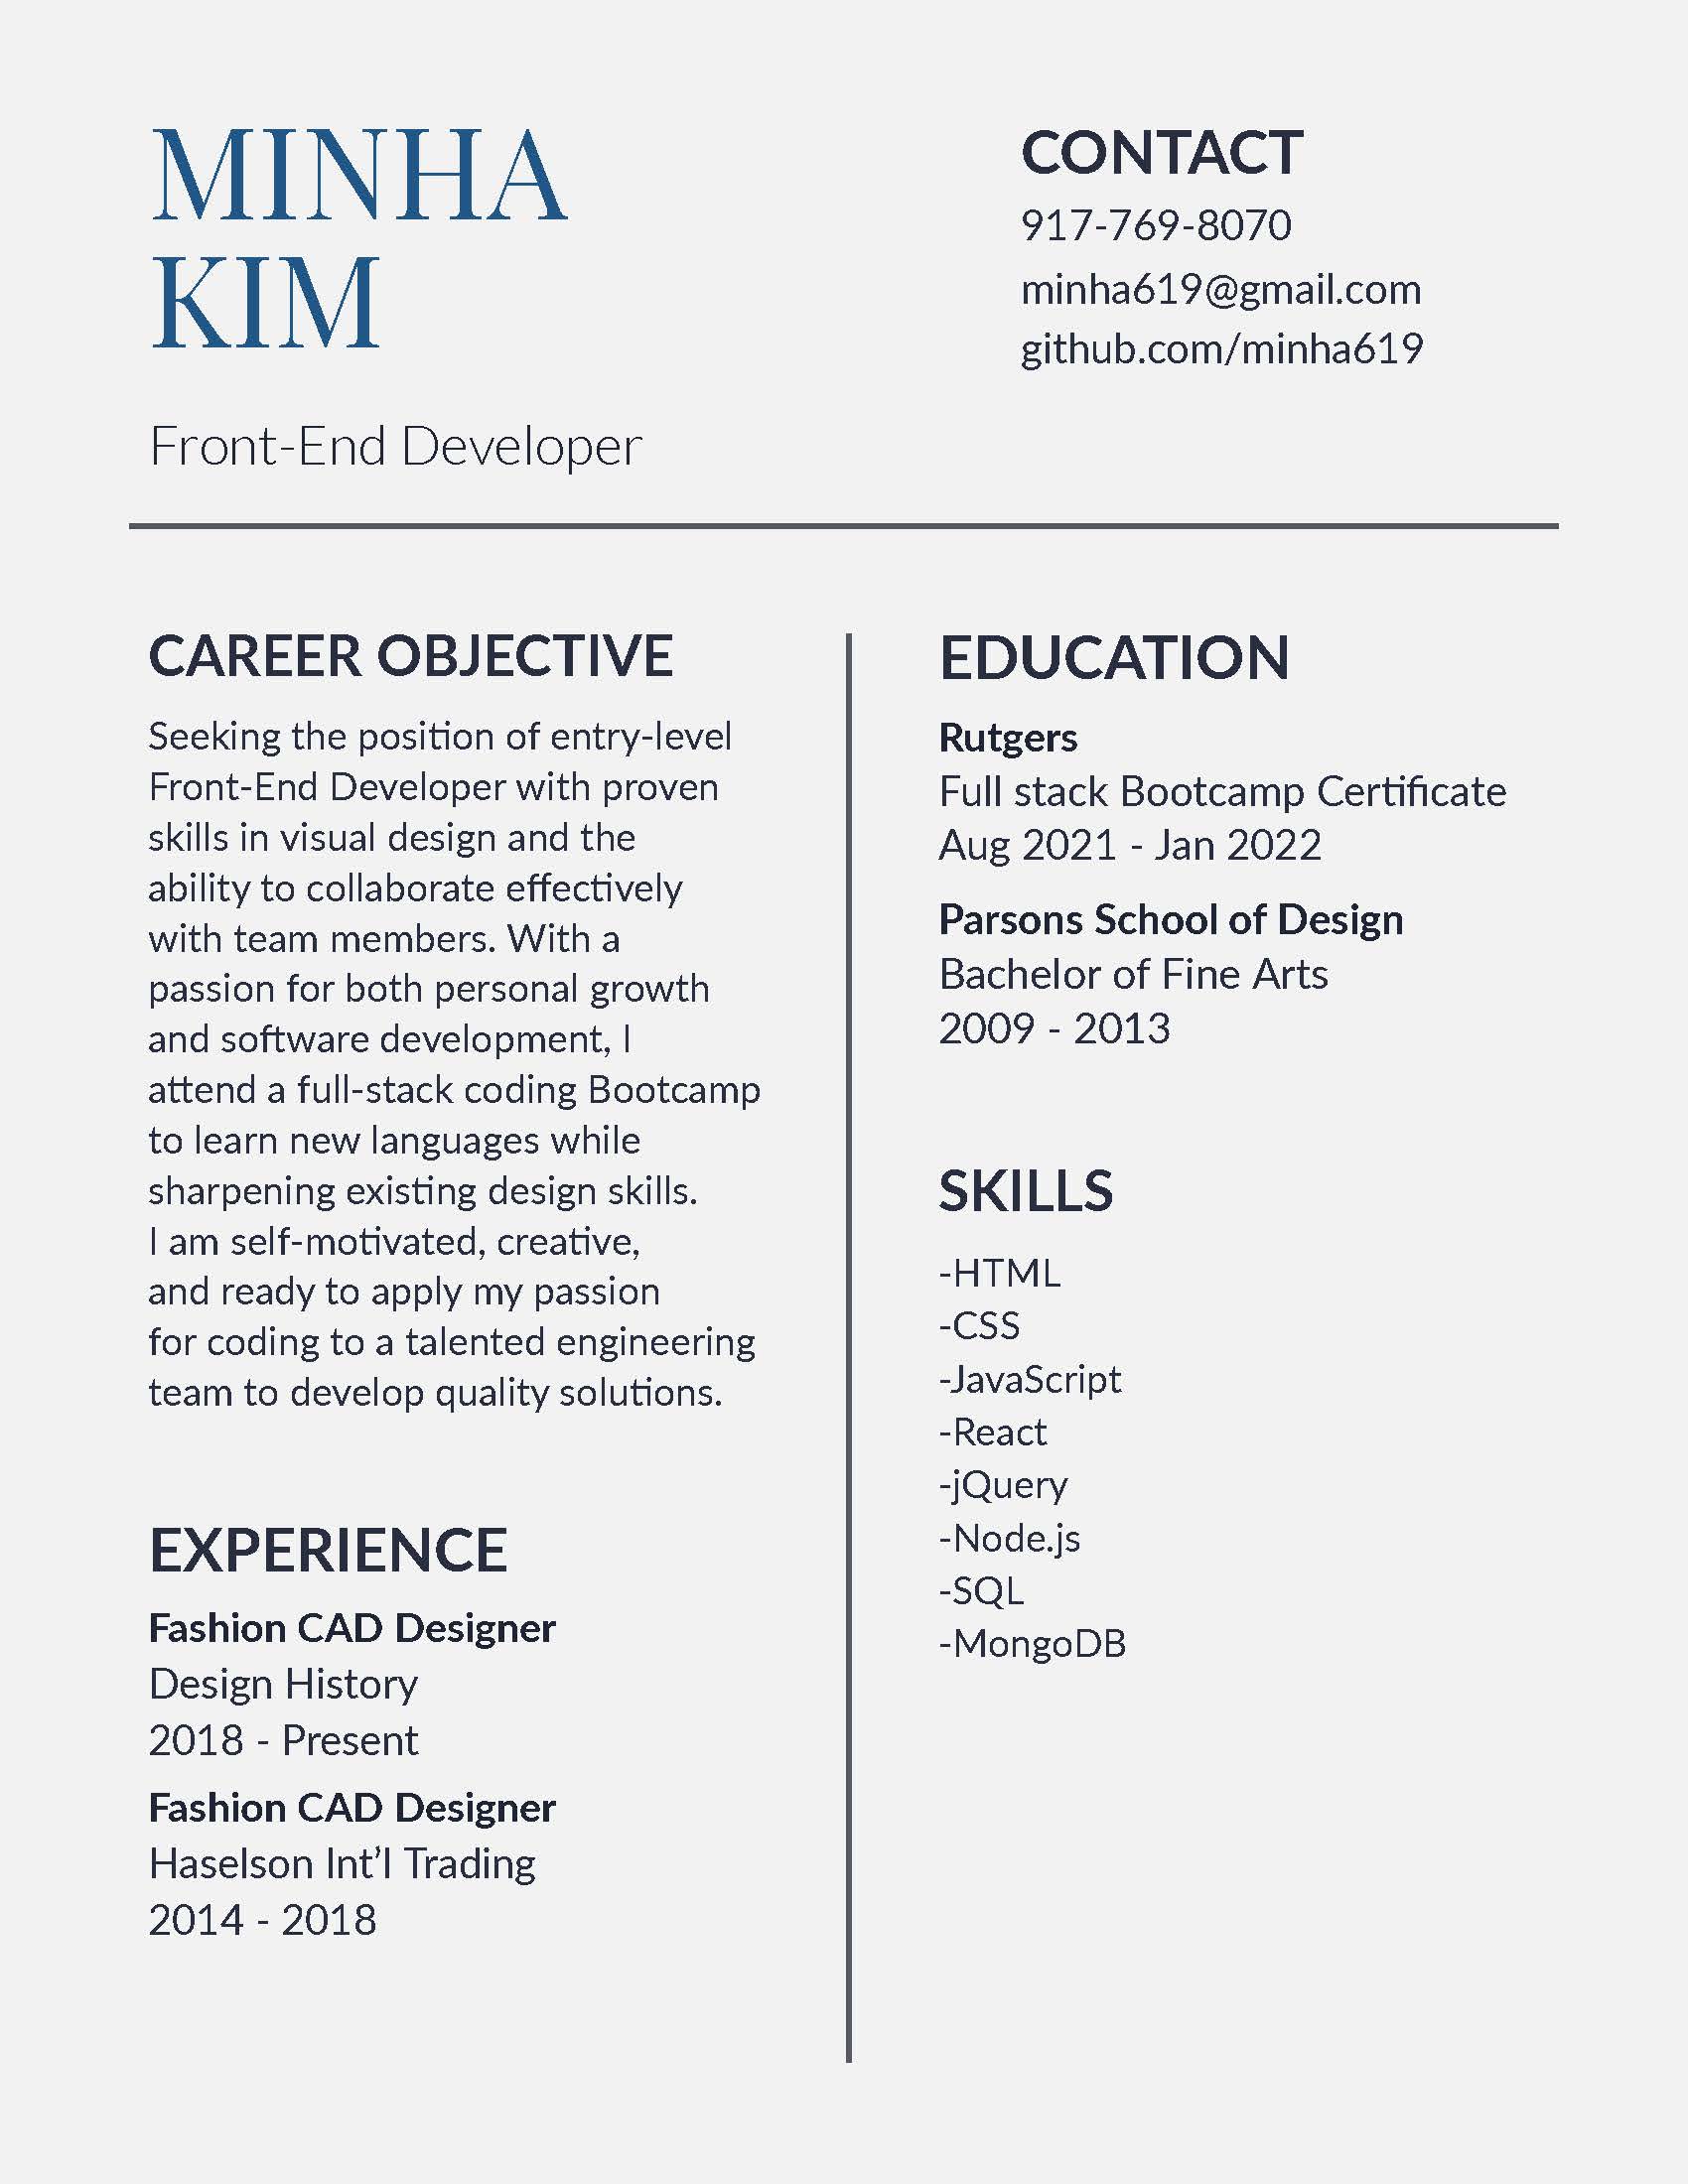 MINHA
KIM
Front-End Developer
CONTACT
917-769-8070
minha619@gmail.com
github.com/minha619
CAREER OBJECTIVE
Seeking the position of entry-level
Front-End Developer with proven
skills in visual design and the
ability to collaborate effectively
with team members. With a
passion for both personal growth
and software development, I
attend a full-stack coding Bootcamp
to learn new languages while
sharpening existing design skills.
I am self-motivated, creative,
and ready to apply my passion
for coding to a talented engineering
team to develop quality solutions.
EXPERIENCE
Fashion CAD Designer
Design History
2018 - Present
Fashion CAD Designer
Haselson Int’l Trading
2014 - 2018
EDUCATION
Rutgers
Full stack Bootcamp Certificate
Aug 2021 - Jan 2022
Parsons School of Design
Bachelor of Fine Arts
2009 - 2013
SKILLS
-HTML
-CSS
-JavaScript
-React
-jQuery
-Node.js
-SQL
-MongoDB